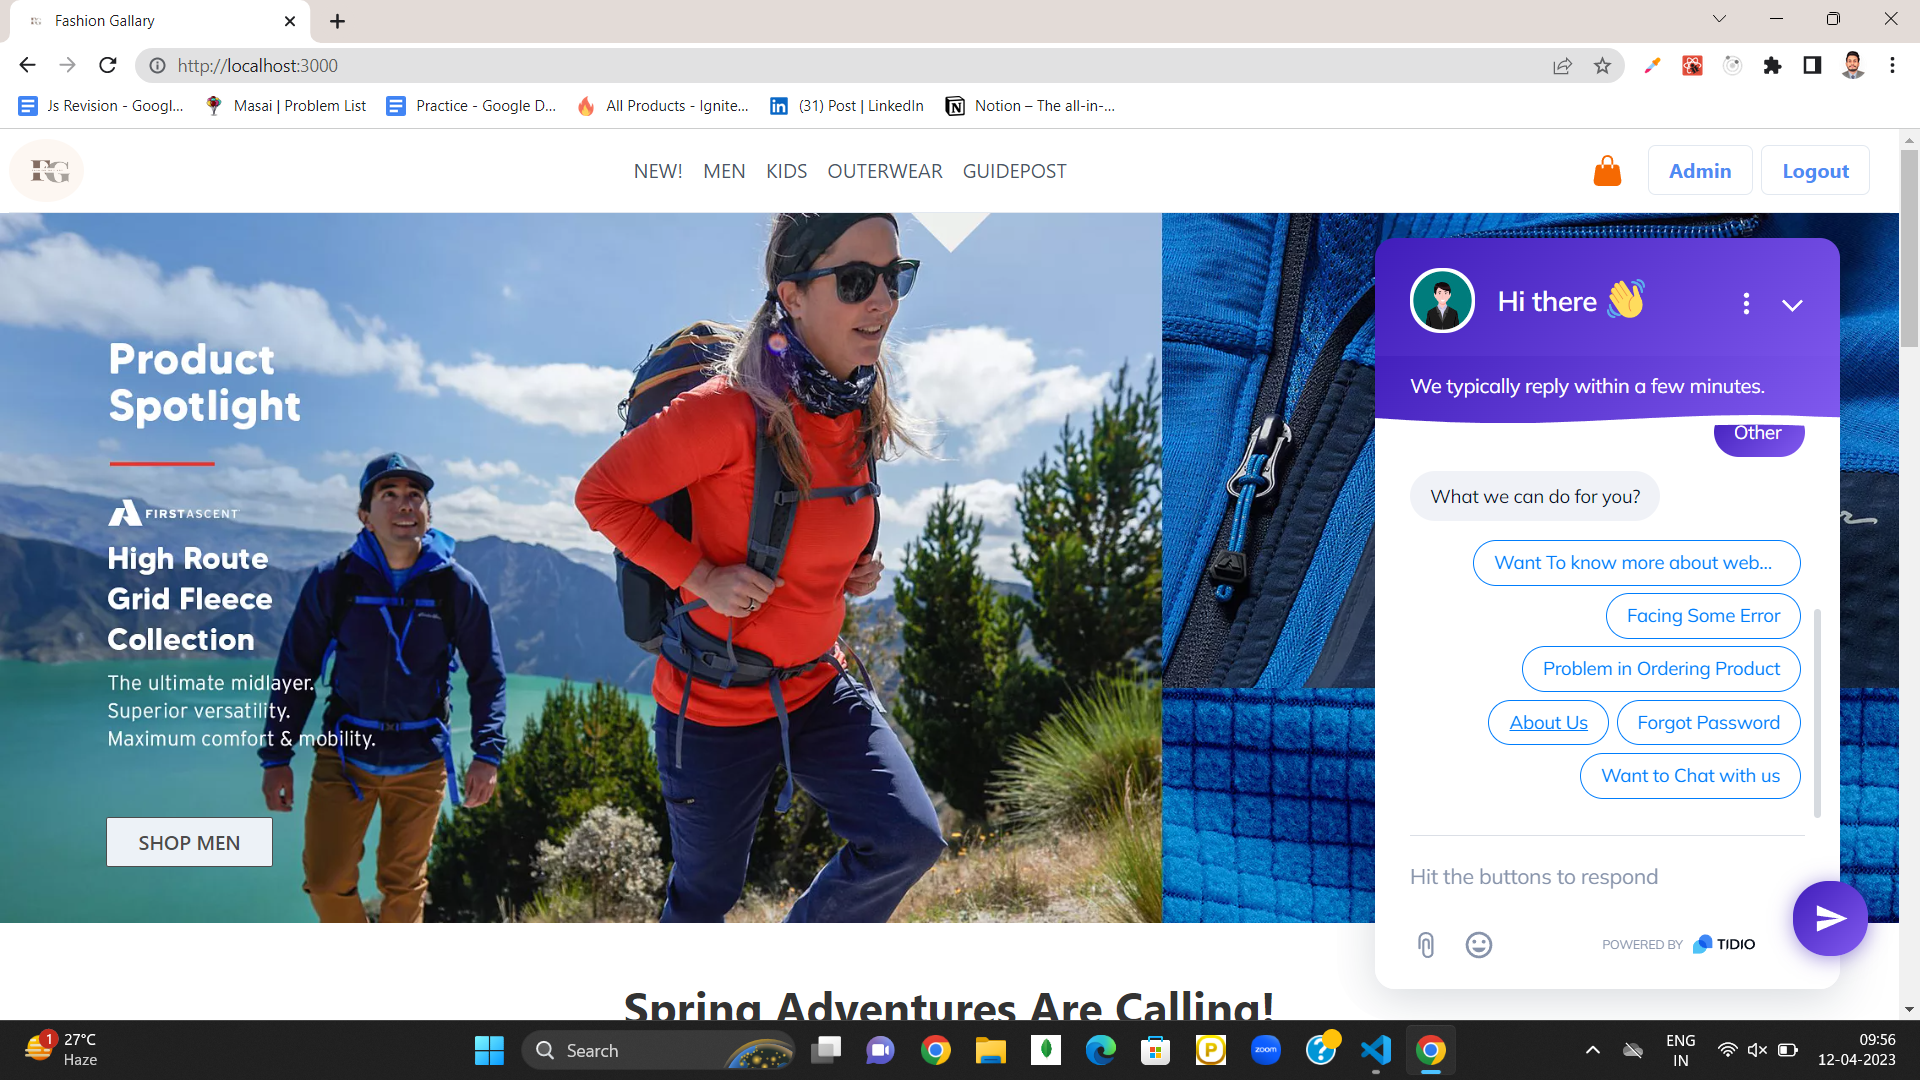 Fashion Gallary
http://localhost:3000
Js Revision - Googl...
Masai | Problem List
Practice - Google D...
All Products - Ignite...
(31) Post | LinkedIn
Notion – The all-in-...
FG
NEW!
MEN
KIDS
OUTERWEAR
GUIDEPOST
Admin
Logout
Product
Spotlight
FIRSTASCENT
High Route
Grid Fleece
Collection
The ultimate midlayer.
Superior versatility.
Maximum comfort & mobility.
SHOP MEN
Hi there 👋
We typically reply within a few minutes.
Other
What we can do for you?
Want To know more about web...
Facing Some Error
Problem in Ordering Product
About Us
Forgot Password
Want to Chat with us
Hit the buttons to respond
POWERED BY TIDIO
Spring Adventures Are Calling!
1
27°C
Haze
Search
zoom
ENG
IN
09:56
12-04-2023